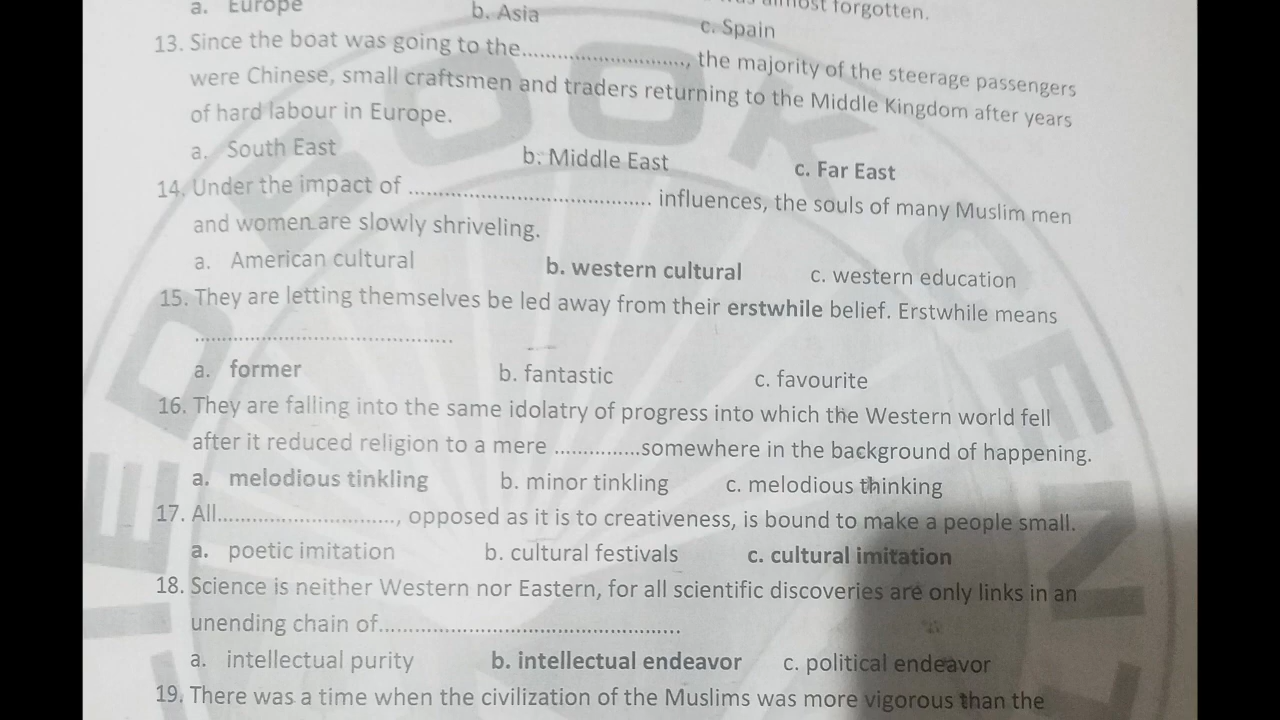 a. Europe b. Asia c. Spain almost forgotten.
13. Since the boat was going to the............................, the majority of the steerage passengers
were Chinese, small craftsmen and traders returning to the Middle Kingdom after years
of hard labour in Europe.
a. South East b. Middle East c. Far East
14. Under the impact of ........................................ influences, the souls of many Muslim men
and women are slowly shriveling.
a. American cultural b. western cultural c. western education
15. They are letting themselves be led away from their erstwhile belief. Erstwhile means
...........................................
a. former b. fantastic c. favourite
16. They are falling into the same idolatry of progress into which the Western world fell
after it reduced religion to a mere ...............somewhere in the background of happening.
a. melodious tinkling b. minor tinkling c. melodious thinking
17. All.............................., opposed as it is to creativeness, is bound to make a people small.
a. poetic imitation b. cultural festivals c. cultural imitation
18. Science is neither Western nor Eastern, for all scientific discoveries are only links in an
unending chain of..................................................
a. intellectual purity b. intellectual endeavor c. political endeavor
19. There was a time when the civilization of the Muslims was more vigorous than the
BOOK CENT